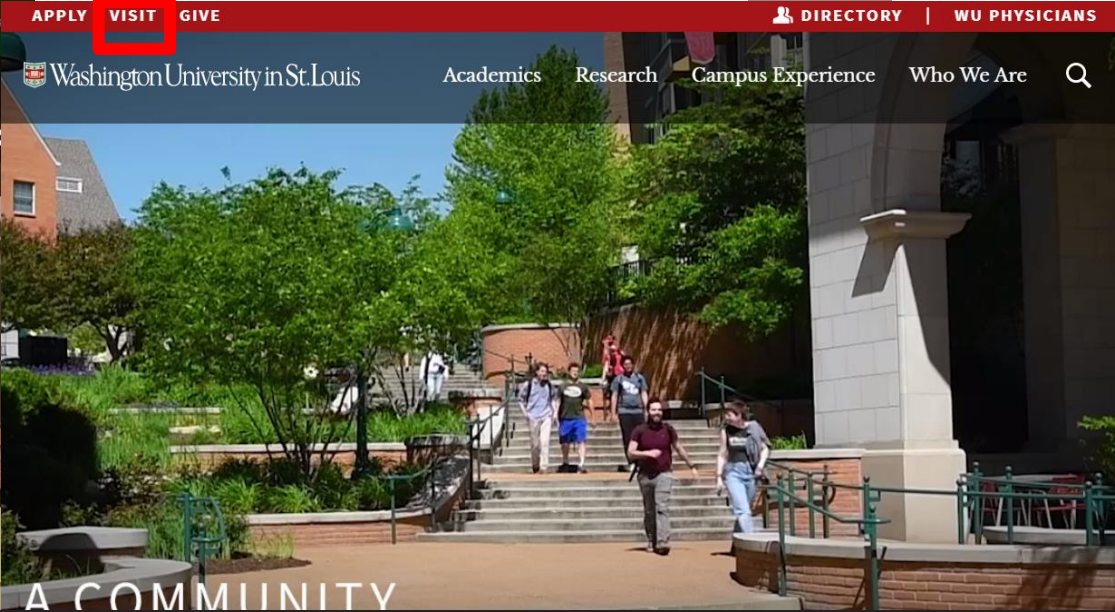 APPLY VISIT GIVE DIRECTORY | WU PHYSICIANS
Washington University in St. Louis Academics Research Campus Experience Who We Are
A COMMUNITY